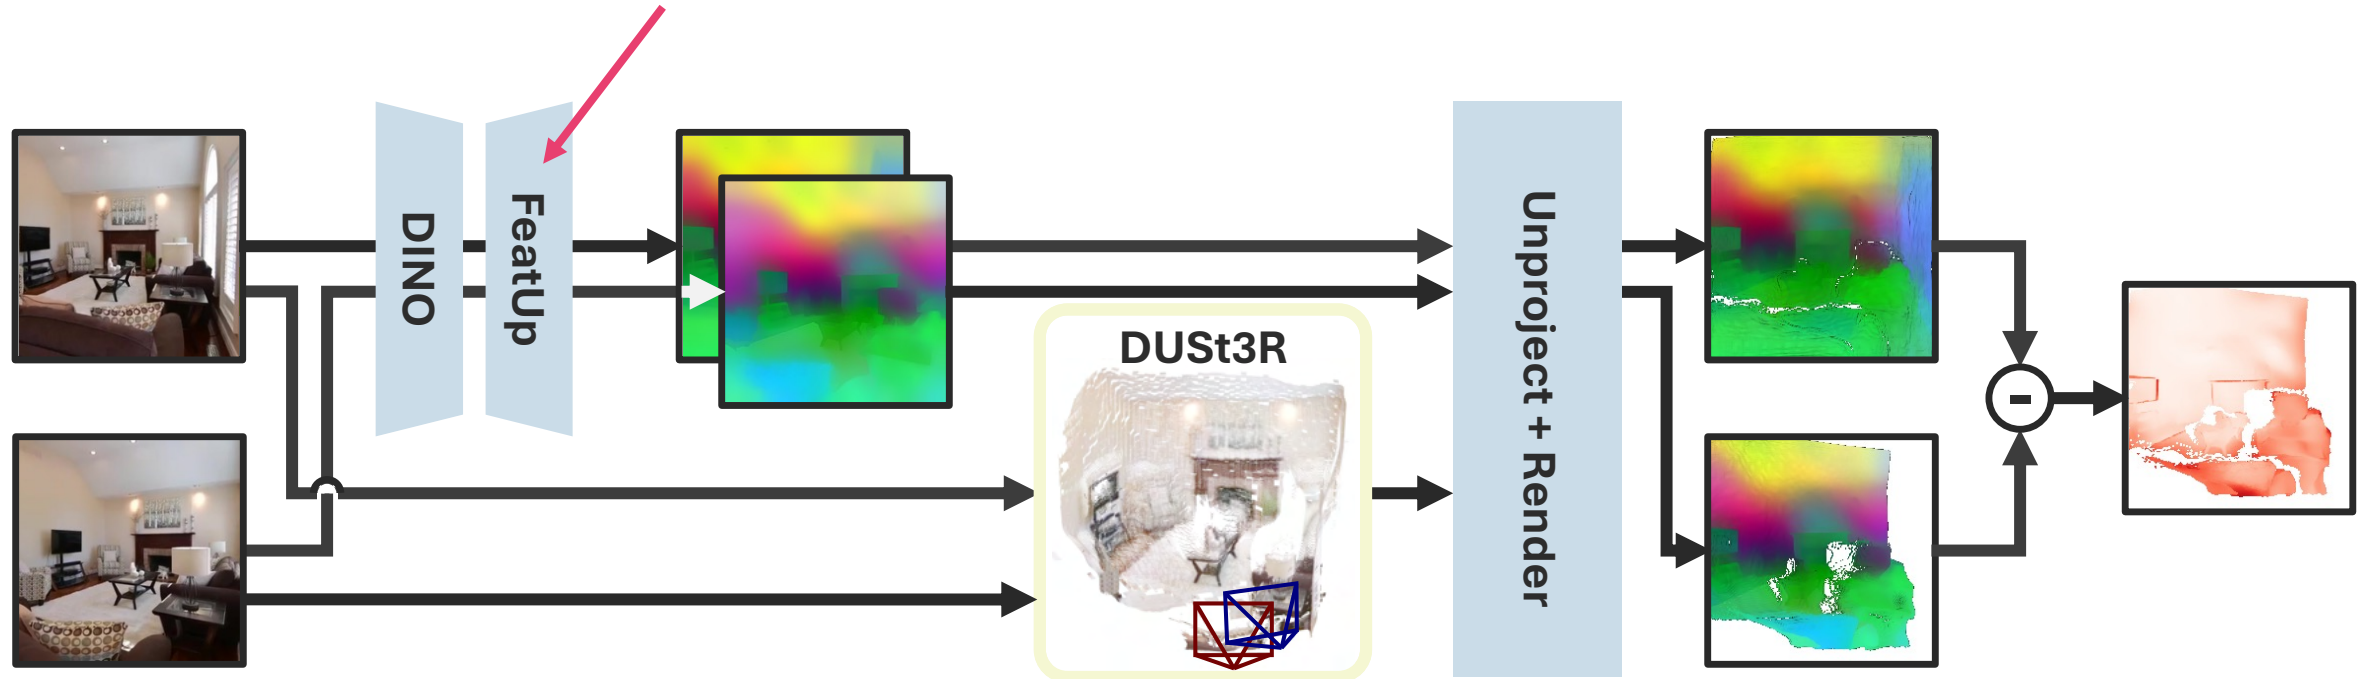 DINO
FeatUp
DUSt3R
Unproject + Render
-